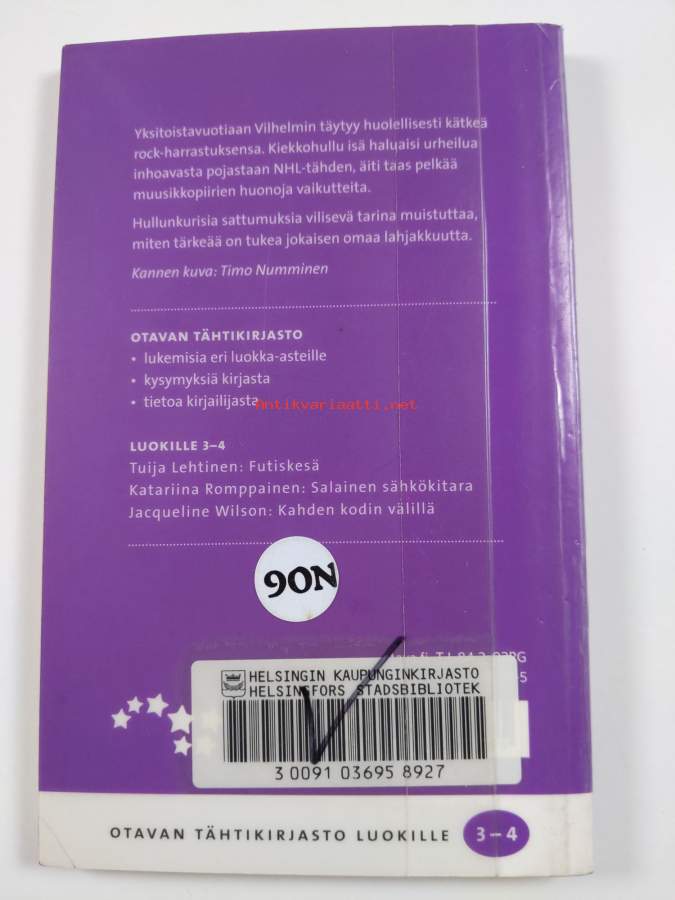 Yksitoistavuotiaan Vilhelmin täytyy huolellisesti kätkeä
rock-harrastuksensa. Kiekkohullu isä haluaisi urheilua
inhoavasta pojastaan NHL-tähden, äiti taas pelkää
muusikkopiirien huonoja vaikutteita.
Hullunkurisia sattumuksia vilisevä tarina muistuttaa,
miten tärkeää on tukea jokaisen omaa lahjakkuutta.
Kannen kuva: Timo Numminen
OTAVAN TÄHTIKIRJASTO
• lukemisia eri luokka-asteille
• kysymyksiä kirjasta
• tietoa kirjailijasta
antikvariaatti.net
LUOKILLE 3–4
Tuija Lehtinen: Futiskesä
Katariina Romppainen: Salainen sähkökitara
Jacqueline Wilson: Kahden kodin välillä
NO6
84.2
5
HELSINGIN KAUPUNGINKIRJASTO
HELSINGFORS STADSBIBLIOTEK
3 0091 03695 8927
OTAVAN TÄHTIKIRJASTO LUOKILLE 3–4